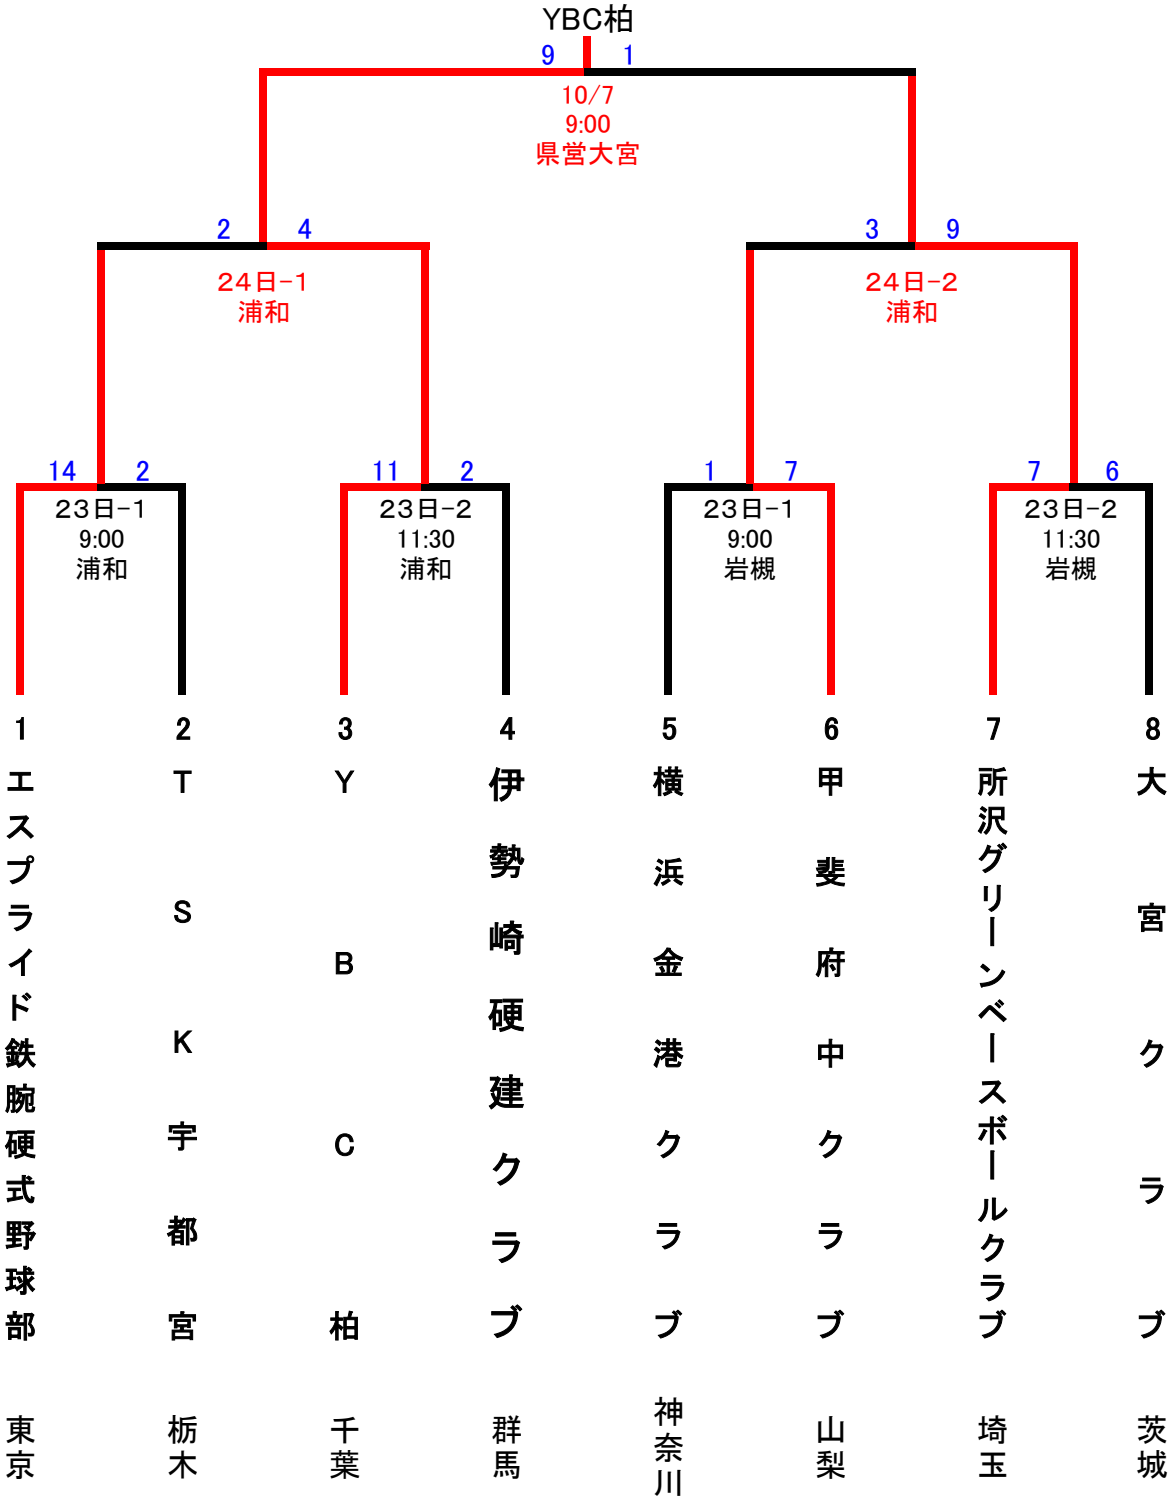 YBC柏
9 1
10/7
9:00
県営大宮
2 4
3 9
24日-1
浦和
24日-2
浦和
14 2
11 2
1 7
7 6
23日-1
9:00
浦和
23日-2
11:30
浦和
23日-1
9:00
岩槻
23日-2
11:30
岩槻
1
エスプライド鉄腕硬式野球部
東京
2
TSK宇都宮
栃木
3
YBC柏
千葉
4
伊勢崎硬建クラブ
群馬
5
横浜金港クラブ
神奈川
6
甲斐府中クラブ
山梨
7
所沢グリーンベースボールクラブ
埼玉
8
大宮クラブ
茨城